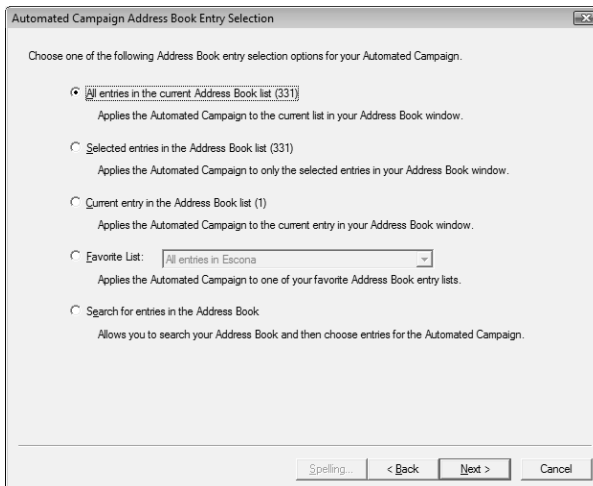 Automated Campaign Address Book Entry Selection
Choose one of the following Address Book entry selection options for your Automated Campaign.
All entries in the current Address Book list (331)
Applies the Automated Campaign to the current list in your Address Book window.
Selected entries in the Address Book list (331)
Applies the Automated Campaign to only the selected entries in your Address Book window.
Current entry in the Address Book list (1)
Applies the Automated Campaign to the current entry in your Address Book window.
Favorite List: All entries in Escona
Applies the Automated Campaign to one of your favorite Address Book entry lists.
Search for entries in the Address Book
Allows you to search your Address Book and then choose entries for the Automated Campaign.
Spelling... < Back Next > Cancel